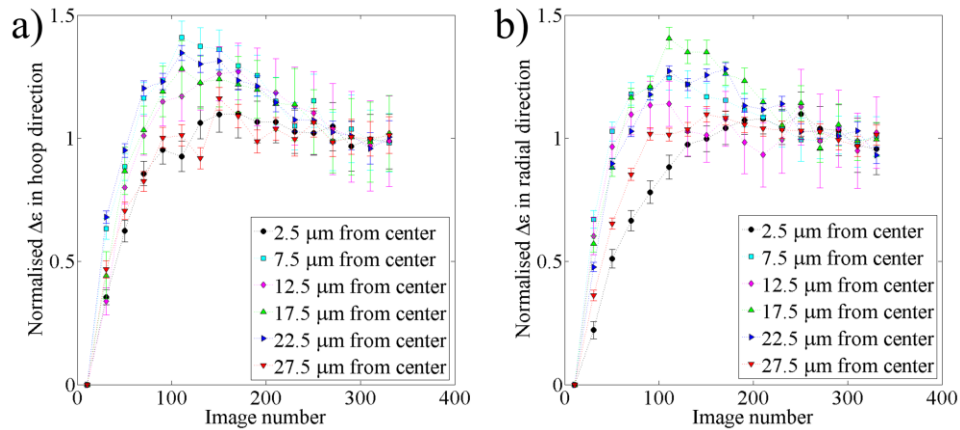 a)
Normalised Δε in hoop direction
1.5
1
0.5
0
0
100
200
300
400
Image number
2.5 μm from center
7.5 μm from center
12.5 μm from center
17.5 μm from center
22.5 μm from center
27.5 μm from center
b)
Normalised Δε in radial direction
1.5
1
0.5
0
0
100
200
300
400
Image number
2.5 μm from center
7.5 μm from center
12.5 μm from center
17.5 μm from center
22.5 μm from center
27.5 μm from center